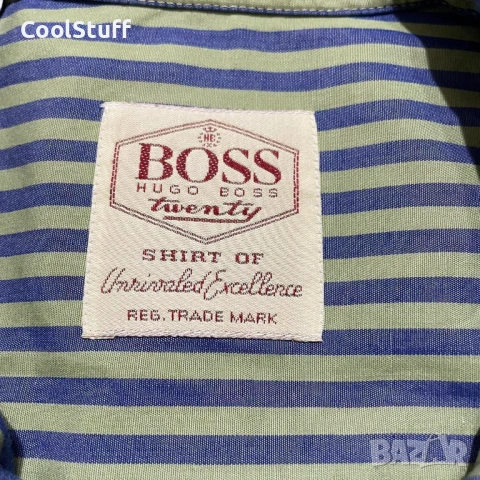 CoolStuff
HB
BOSS
HUGO BOSS
twenty
SHIRT OF
Unrivaled Excellence
REG. TRADE MARK
BAZAR